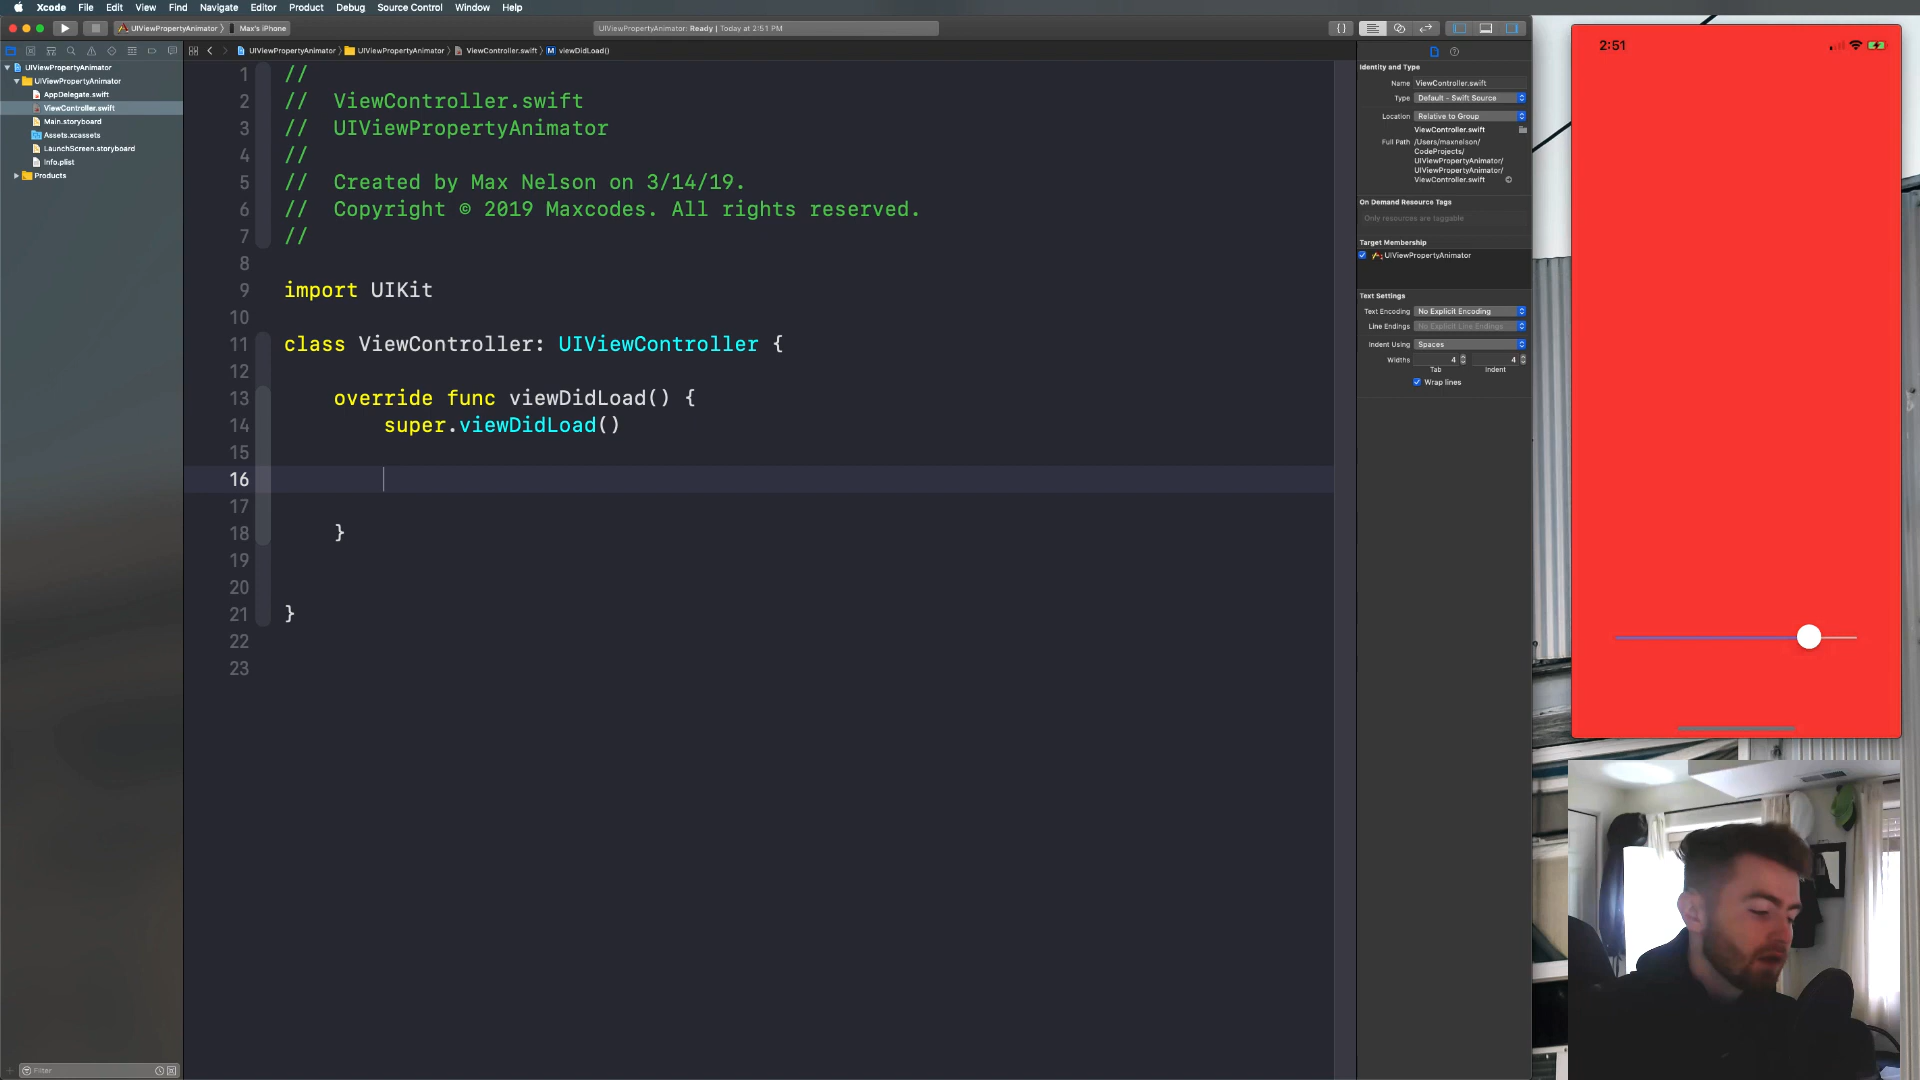 Xcode File Edit View Find Navigate Editor Product Debug Source Control Window Help
UIViewPropertyAnimator Max's iPhone
UIViewPropertyAnimator: Ready | Today at 2:51 PM
UIViewPropertyAnimator UIViewPropertyAnimator ViewController.swift M viewDidLoad()
UIViewPropertyAnimator
UIViewPropertyAnimator
AppDelegate.swift
ViewController.swift
Main.storyboard
Assets.xcassets
LaunchScreen.storyboard
Info.plist
Products
Filter
1 //
2 //  ViewController.swift
3 //  UIViewPropertyAnimator
4 //
5 //  Created by Max Nelson on 3/14/19.
6 //  Copyright © 2019 Maxcodes. All rights reserved.
7 //
8
9 import UIKit
10
11 class ViewController: UIViewController {
12
13     override func viewDidLoad() {
14         super.viewDidLoad()
15
16
17
18     }
19
20
21 }
22
23
Identity and Type
Name ViewController.swift
Type Default - Swift Source
Location Relative to Group
ViewController.swift
Full Path /Users/maxnelson/
CodeProjects/
UIViewPropertyAnimator/
UIViewPropertyAnimator/
ViewController.swift
On Demand Resource Tags
Only resources are taggable
Target Membership
UIViewPropertyAnimator
Text Settings
Text Encoding No Explicit Encoding
Line Endings No Explicit Line Endings
Indent Using Spaces
Widths 4 4
Tab Indent
Wrap lines
2:51